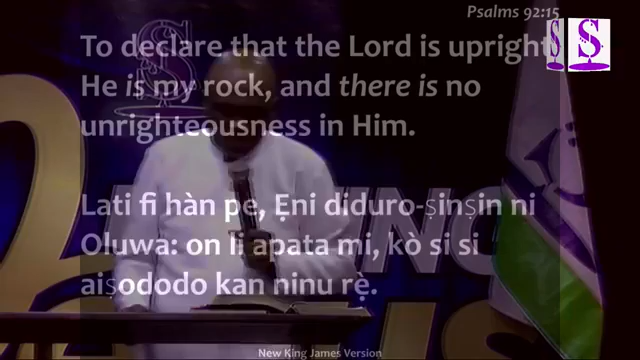 Psalms 92:15
To declare that the Lord is upright;
He is my rock, and there is no
unrighteousness in Him.
Lati fi hàn pe, Ẹni diduro-ṣinṣin ni
Oluwa: on li apata mi, kò si si
aiṣododo kan ninu rẹ̀.
New King James Version
S